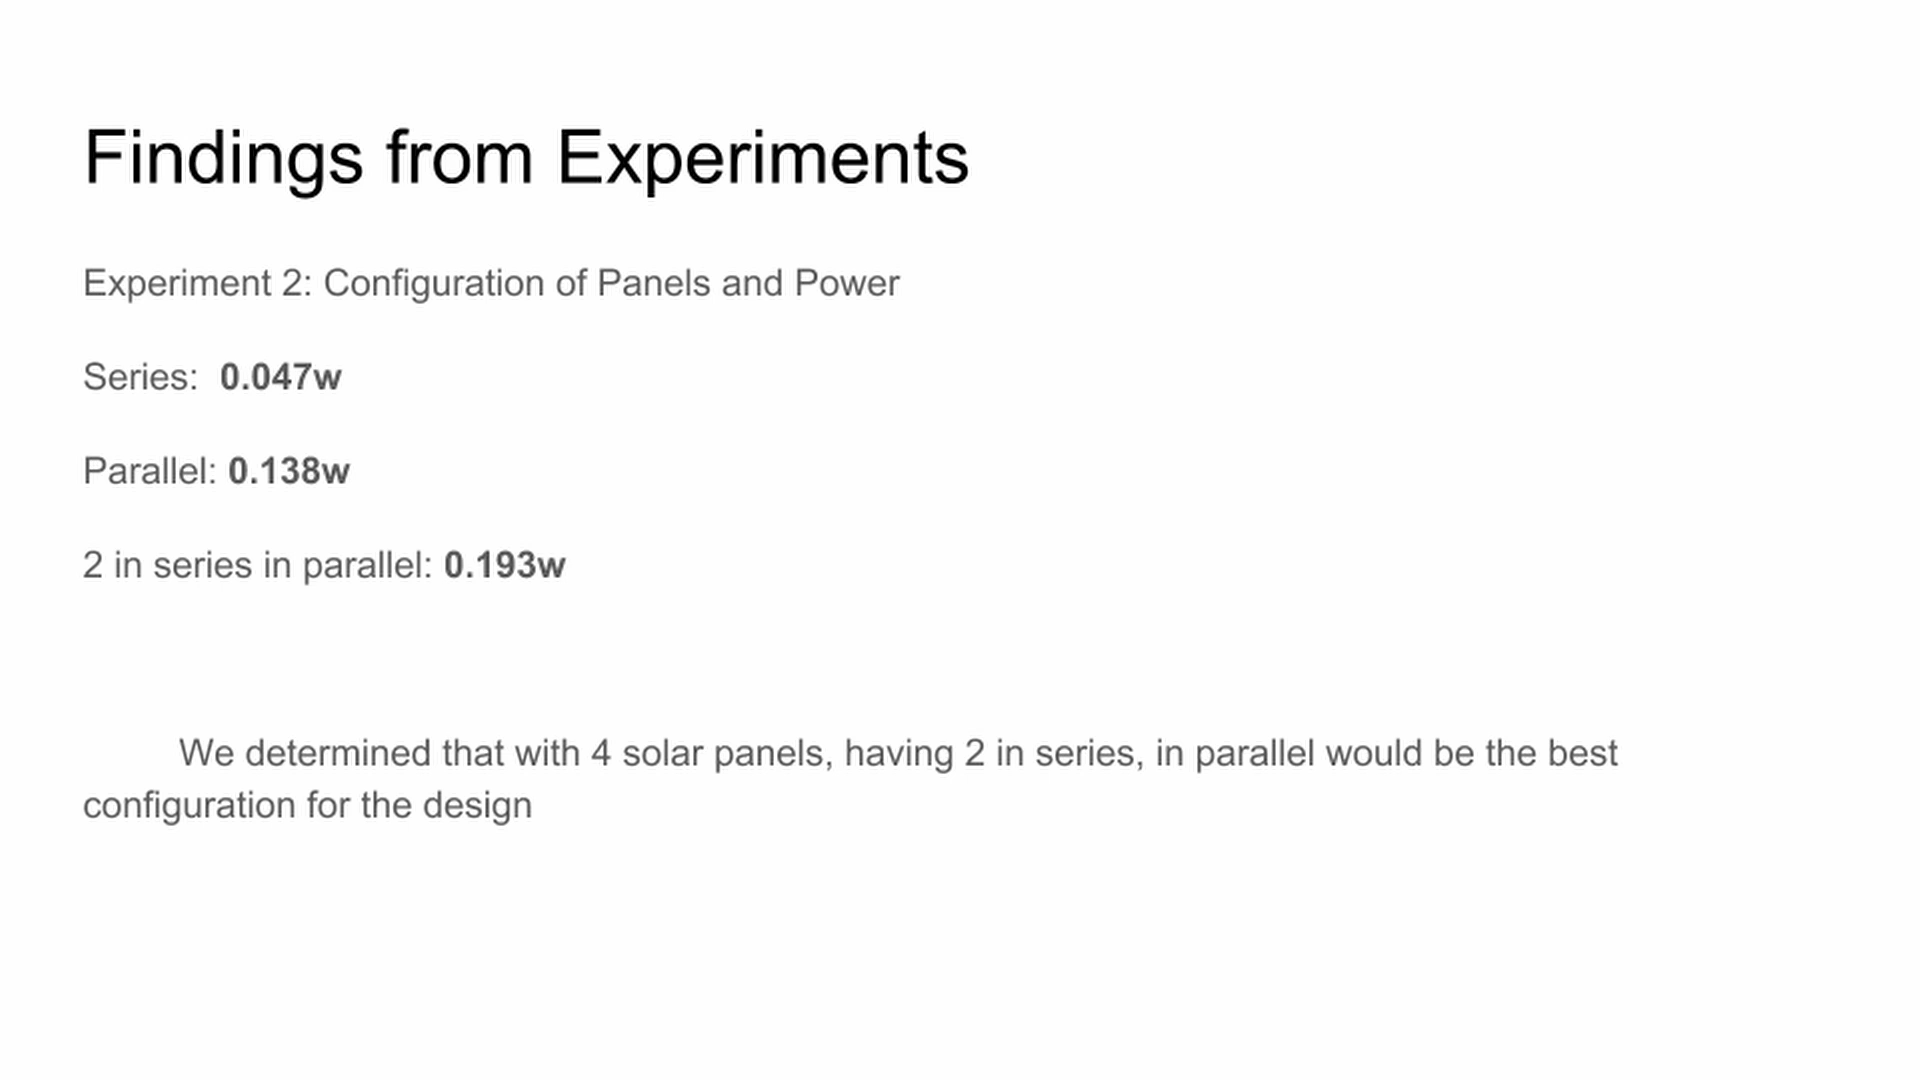 Findings from Experiments
Experiment 2: Configuration of Panels and Power
Series:  0.047w
Parallel: 0.138w
2 in series in parallel: 0.193w
We determined that with 4 solar panels, having 2 in series, in parallel would be the best
configuration for the design